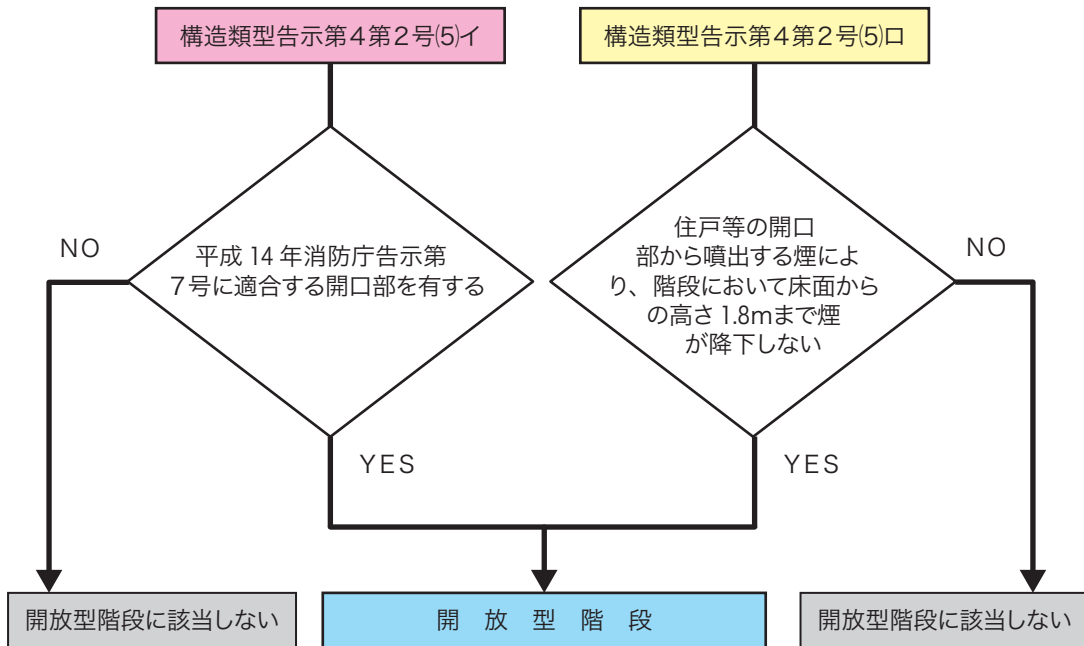 構造類型告示第4第2号⑸イ
構造類型告示第4第2号⑸ロ
NO
平成14年消防庁告示第
7号に適合する開口部を有する
YES
住戸等の開口
部から噴出する煙によ
り、階段において床面から
の高さ1.8mまで煙
が降下しない
NO
YES
開放型階段に該当しない
開放型階段
開放型階段に該当しない